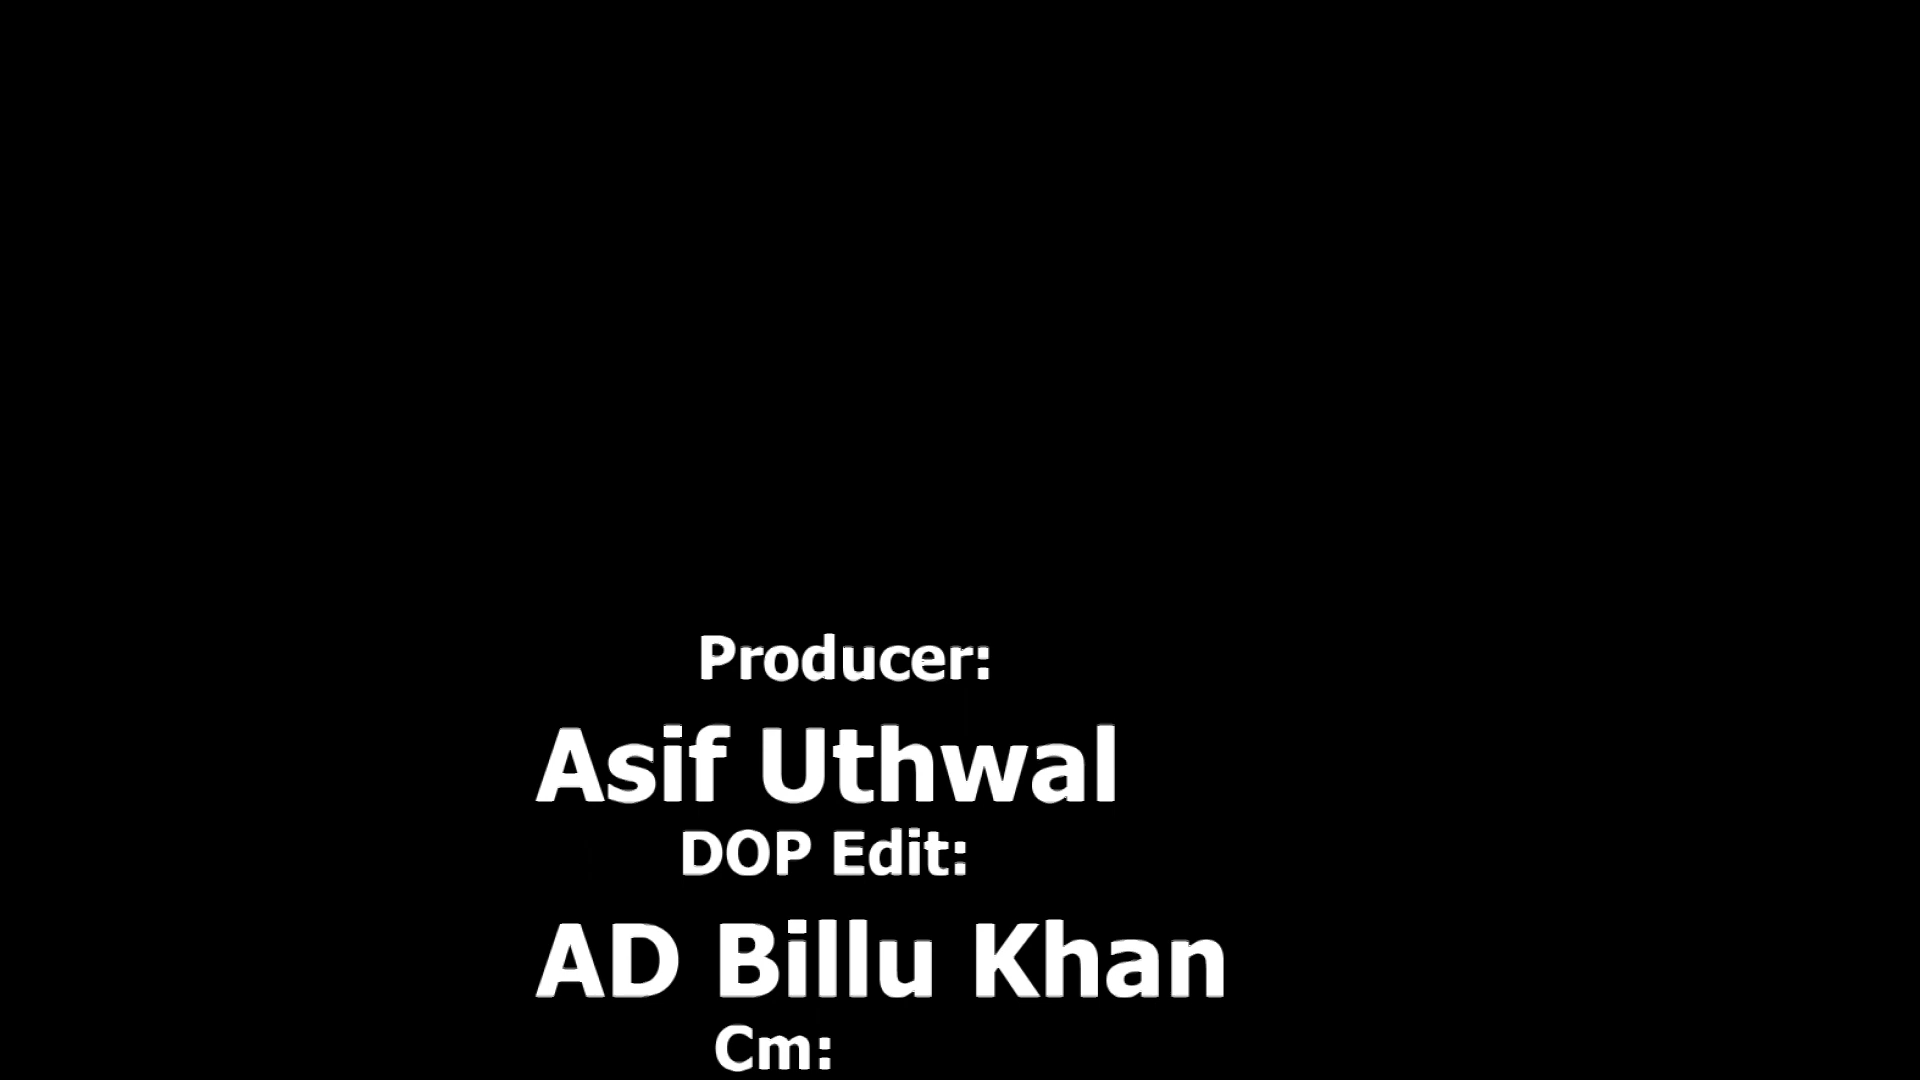 Producer:
Asif Uthwal
DOP Edit:
AD Billu Khan
Cm: